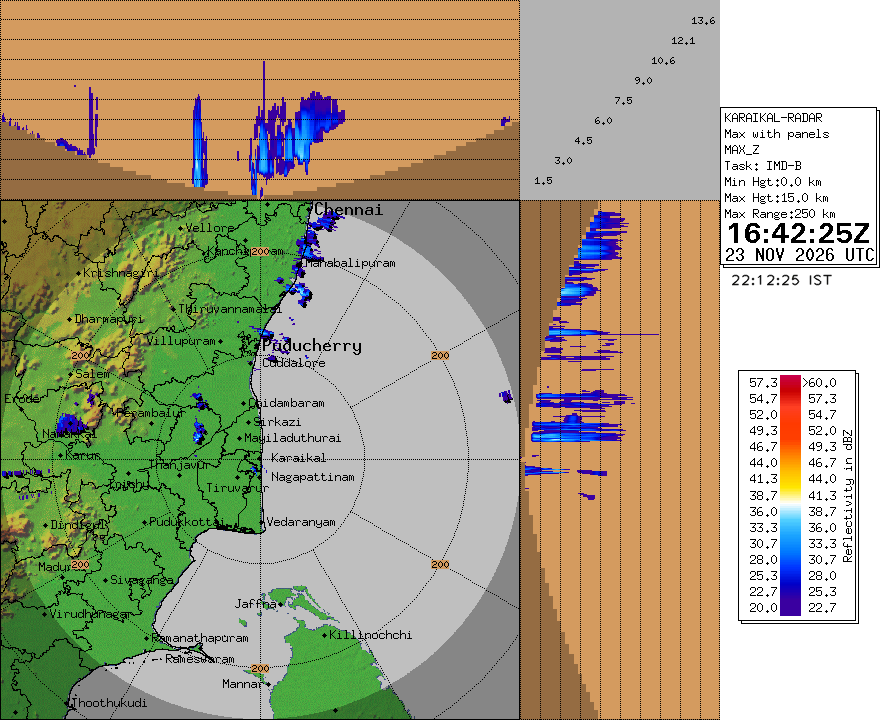 13.6
12.1
10.6
9.0
7.5
6.0
4.5
3.0
1.5
KARAIKAL-RADAR
Max with panels
MAX_Z
Task: IMD-B
Min Hgt:0.0 km
Max Hgt:15.0 km
Max Range:250 km
16:42:25Z
23 NOV 2026 UTC
22:12:25 IST
Chennai
Vellore
200
Mahabalipuram
Krishnagiri
Thiruvannamalai
Dharmapuri
Villupuram
Puducherry
200
200
Cuddalore
Salem
Erode
Chidambaram
Perambalur
Sirkazi
Namakkal
Mayiladuthurai
Karur
Karaikal
Thanjavur
Nagapattinam
Tiruvarur
Dindigul
Pudukkottai
Vedaranyam
200
200
Madurai
Sivaganga
Jaffna
Virudhunagar
Killinochchi
Ramanathapuram
Rameswaram
200
Mannar
Thoothukudi
57.3 >60.0
54.7 57.3
52.0 54.7
49.3 52.0
46.7 49.3
44.0 46.7
41.3 44.0
38.7 41.3
36.0 38.7
33.3 36.0
30.7 33.3
28.0 30.7
25.3 28.0
22.7 25.3
20.0 22.7
Reflectivity in dBZ